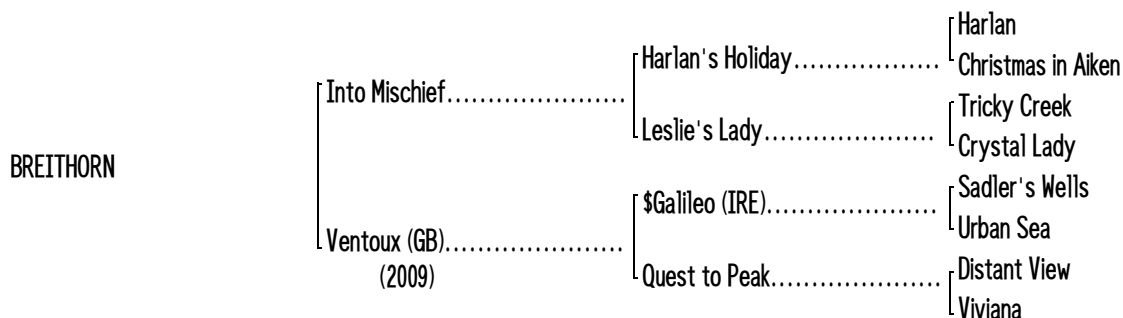 Harlan
Harlan's Holiday..................
Christmas in Aiken
Into Mischief......................
Tricky Creek
Leslie's Lady.....................
Crystal Lady
BREITHORN
Sadler's Wells
$Galileo (IRE).....................
Urban Sea
Ventoux (GB)......................
(2009)
Distant View
Quest to Peak.....................
Viviana